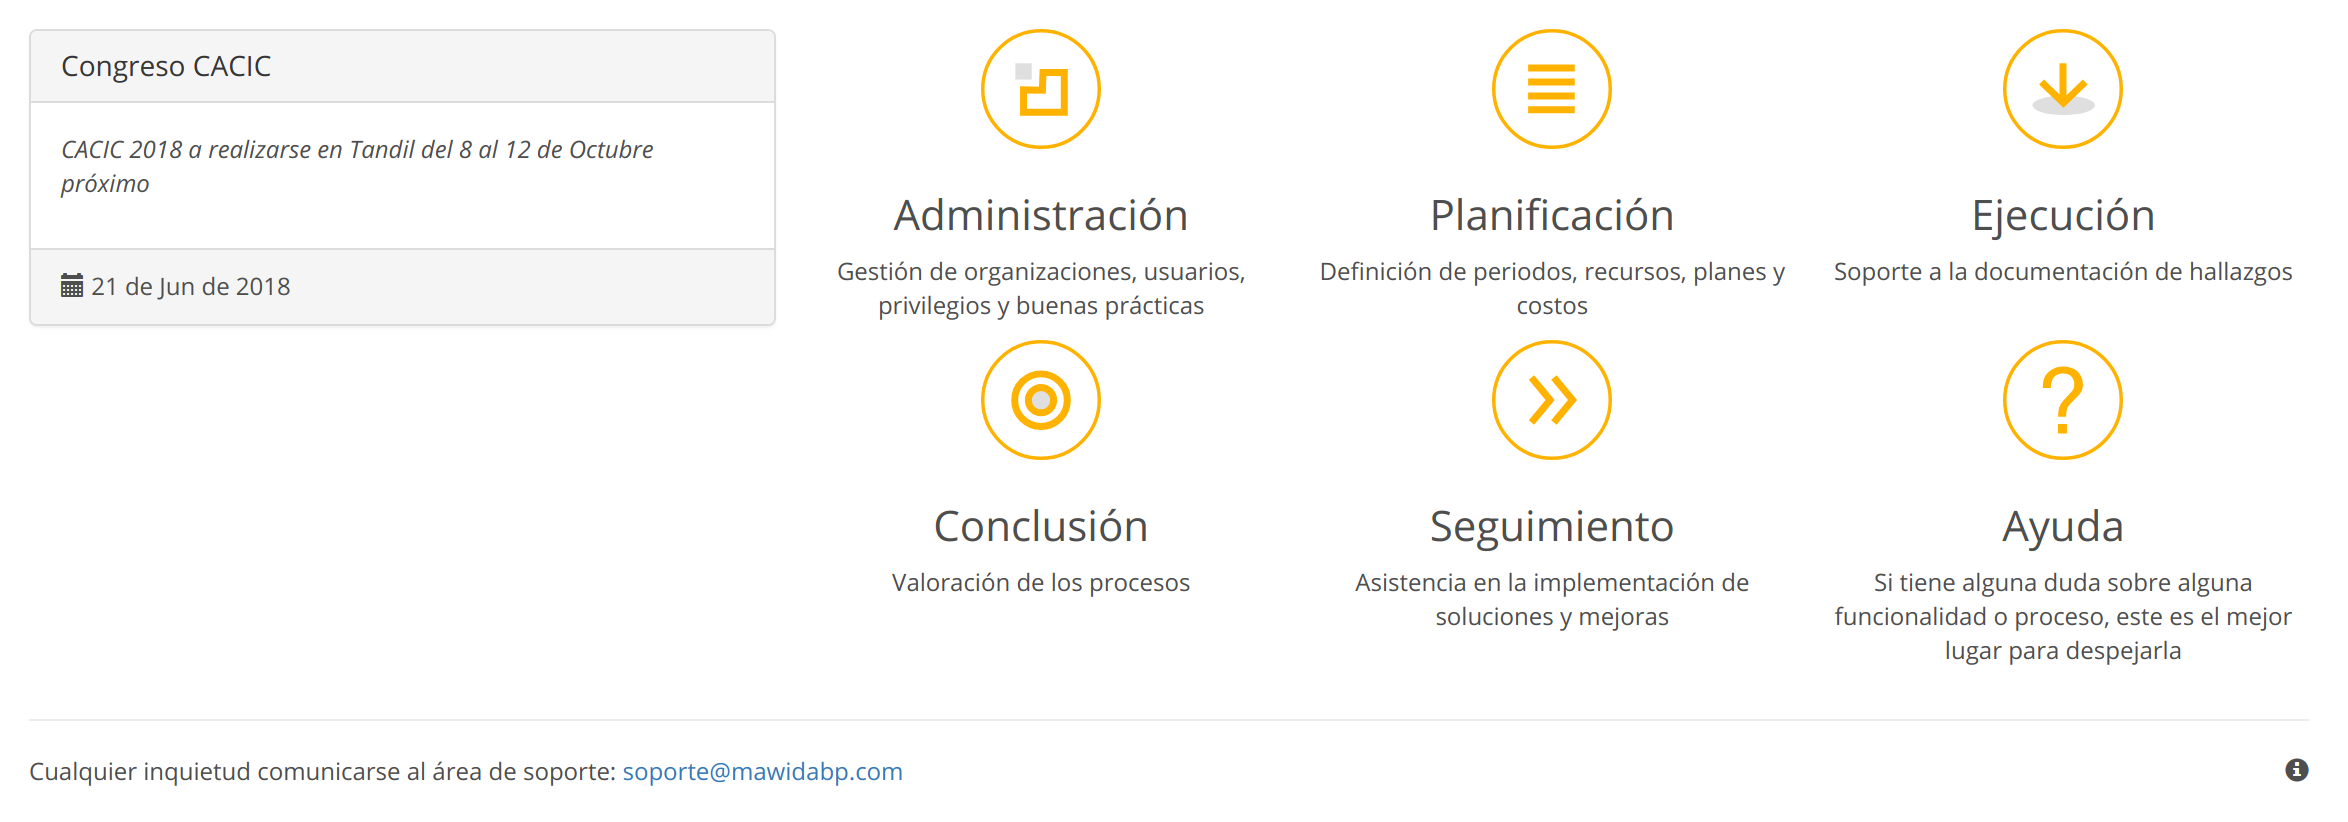 Congreso CACIC
CACIC 2018 a realizarse en Tandil del 8 al 12 de Octubre
próximo
21 de Jun de 2018
Administración
Gestión de organizaciones, usuarios,
privilegios y buenas prácticas
Planificación
Definición de periodos, recursos, planes y
costos
Ejecución
Soporte a la documentación de hallazgos
Conclusión
Valoración de los procesos
Seguimiento
Asistencia en la implementación de
soluciones y mejoras
Ayuda
Si tiene alguna duda sobre alguna
funcionalidad o proceso, este es el mejor
lugar para despejarla
Cualquier inquietud comunicarse al área de soporte: soporte@mawidabp.com